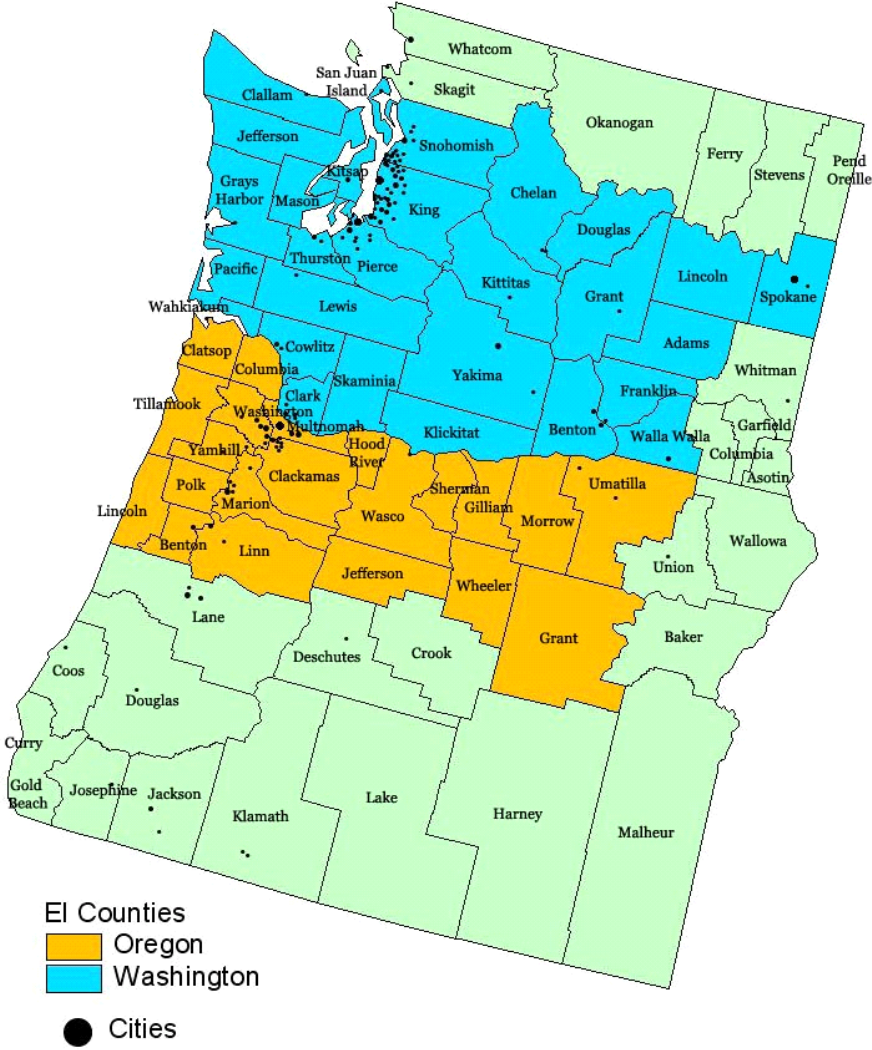 Whatcom
San Juan
Island
Skagit
Clallam
Okanogan
Jefferson
Snohomish
Ferry
Stevens
Pend
Oreille
Kitsap
Grays
Harbor
Mason
Chelan
King
Douglas
Thurston
Pierce
Pacific
Kittitas
Lincoln
Grant
Spokane
Wahkiakum
Lewis
Clatsop
Cowlitz
Adams
Columbia
Skaminia
Yakima
Whitman
Franklin
Tillamook
Clark
Washington
Multnomah
Klickitat
Benton
Walla Walla
Garfield
Yamhill
Hood
River
Columbia
Clackamas
Asotin
Polk
Sherman
Umatilla
Lincoln
Marion
Gilliam
Wasco
Morrow
Benton
Linn
Wallowa
Jefferson
Union
Wheeler
Lane
Grant
Baker
Deschutes
Crook
Coos
Douglas
Curry
Gold
Beach
Josephine
Jackson
Lake
Klamath
Harney
Malheur
EI Counties
Oregon
Washington
Cities